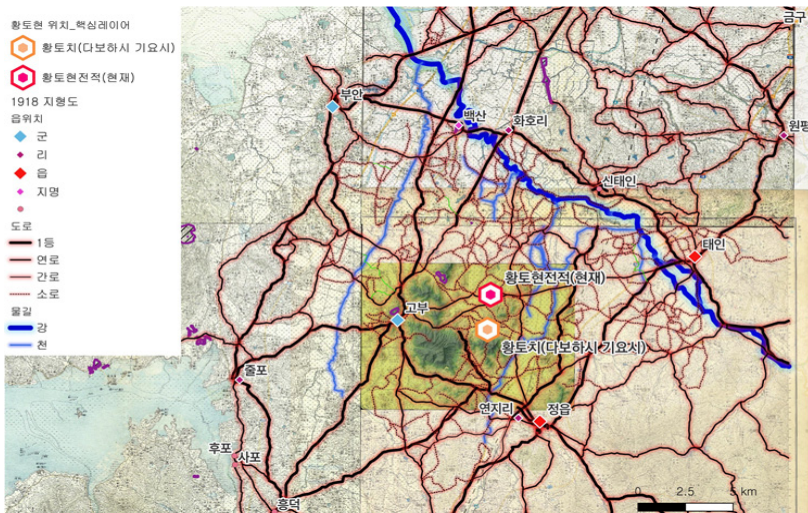 황토현 위치_핵심레이어
황토치(다보하시 기요시)
황토현전적(현재)
1918 지형도
읍위치
군
리
읍
지명
도로
1등
연로
간로
소로
물길
강
천
금구
부안
백산
화호리
원평
신태인
태인
황토현전적(현재)
고부
황토치(다보하시 기요시)
줄포
연지리
정읍
후포
사포
흥덕
0 2.5 5 km